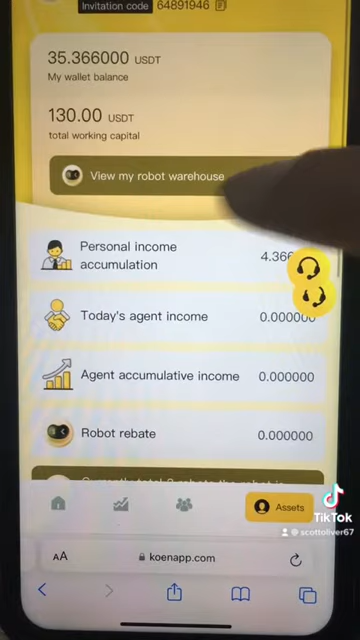 Invitation code 64891946
35.366000 USDT
My wallet balance
130.00 USDT
total working capital
View my robot warehouse
Personal income
accumulation
4.366
Today's agent income
0.000000
Agent accumulative income
0.000000
Robot rebate
0.000000
Assets
TikTok
@ scottoliver67
AA
koenapp.com